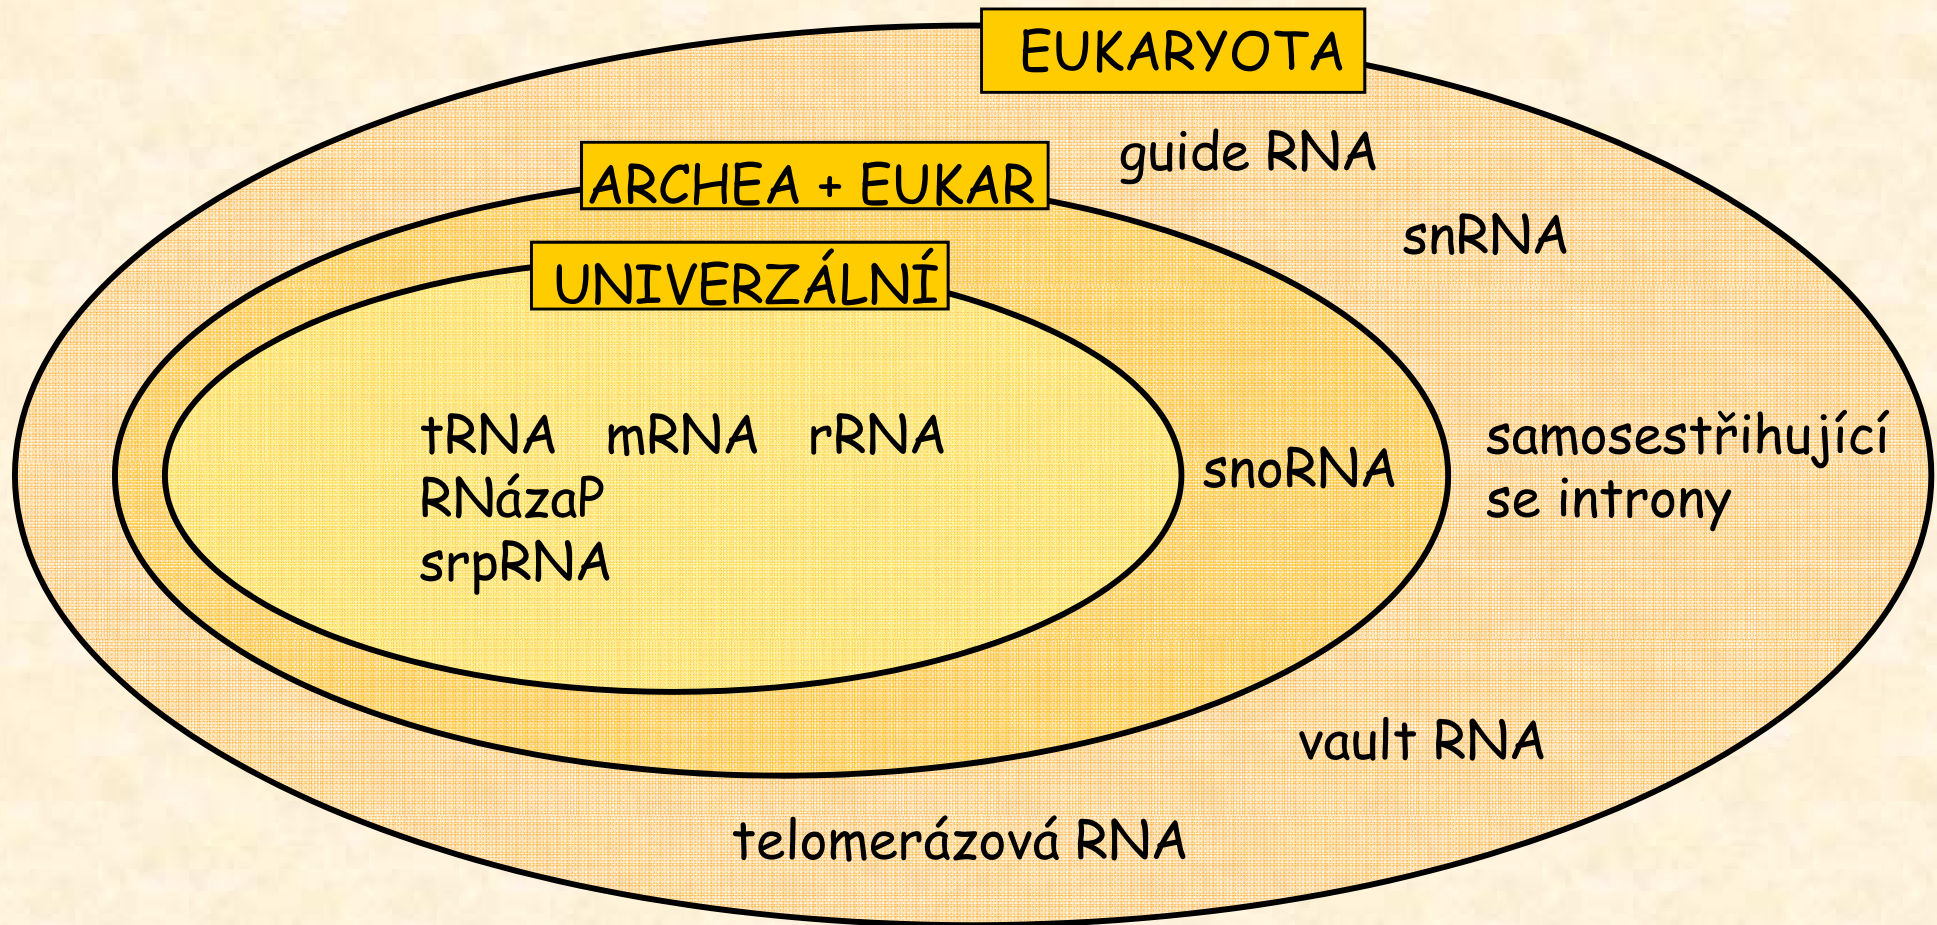 EUKARYOTA
guide RNA
ARCHEA + EUKAR
snRNA
UNIVERZÁLNÍ
tRNA mRNA rRNA
RNázaP
srpRNA
snoRNA
samosestřihující
se introny
vault RNA
telomerázová RNA